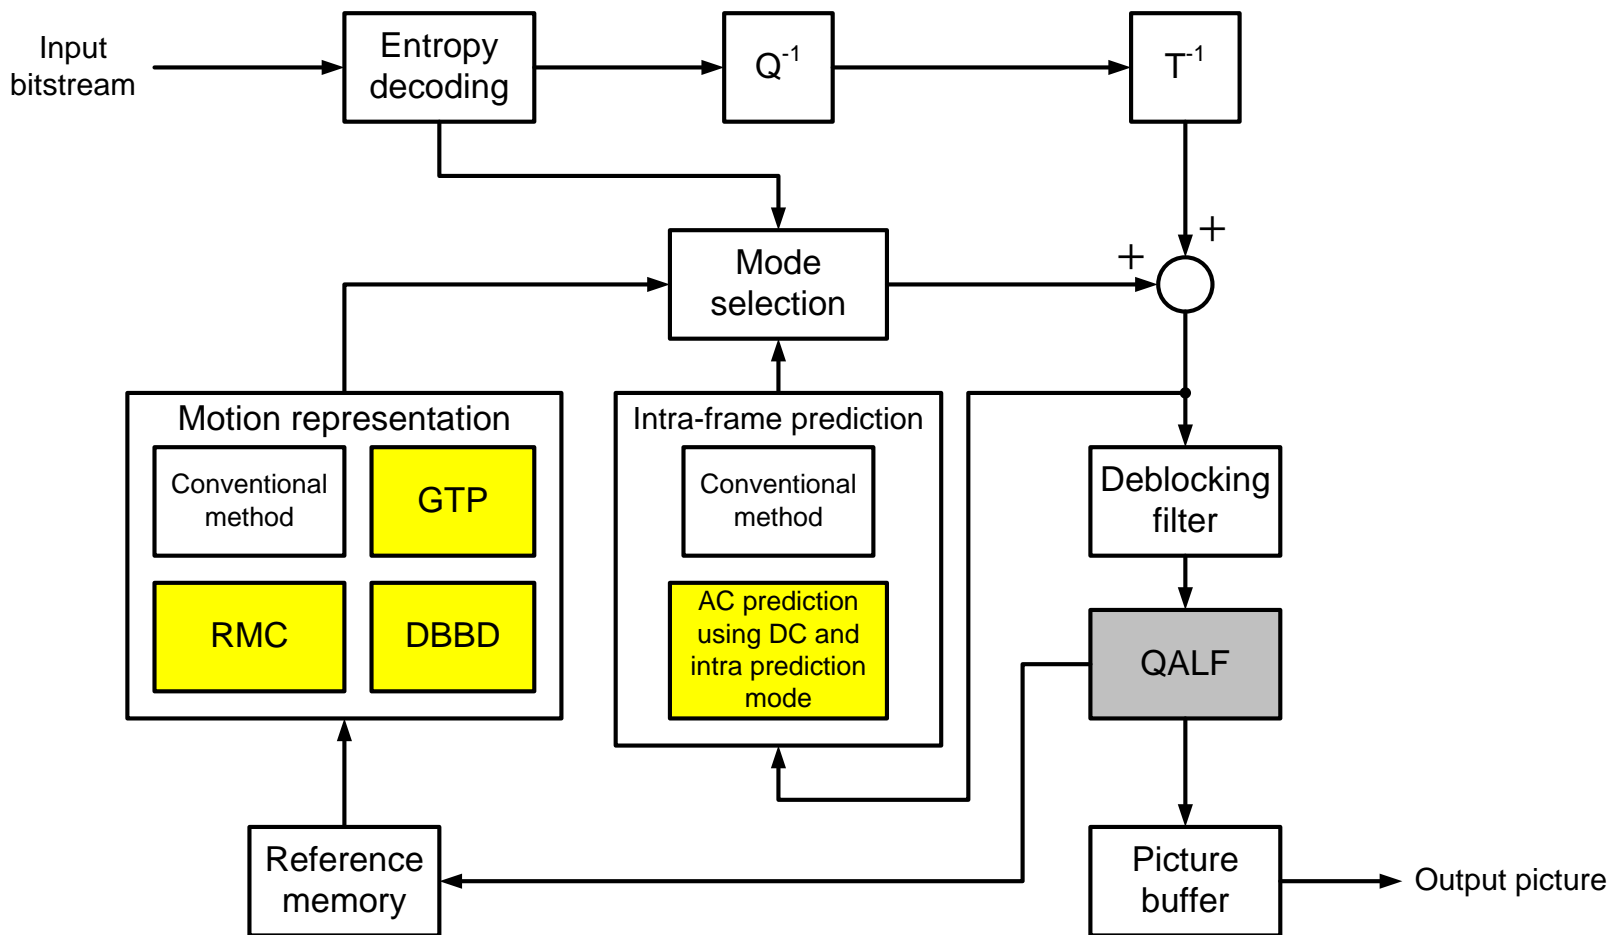 Input
bitstream
Entropy
decoding
Q-1
T-1
+
Mode
selection
+
Motion representation
Conventional
method
GTP
RMC
DBBD
Intra-frame prediction
Conventional
method
AC prediction
using DC and
intra prediction
mode
Deblocking
filter
QALF
Reference
memory
Picture
buffer
Output picture